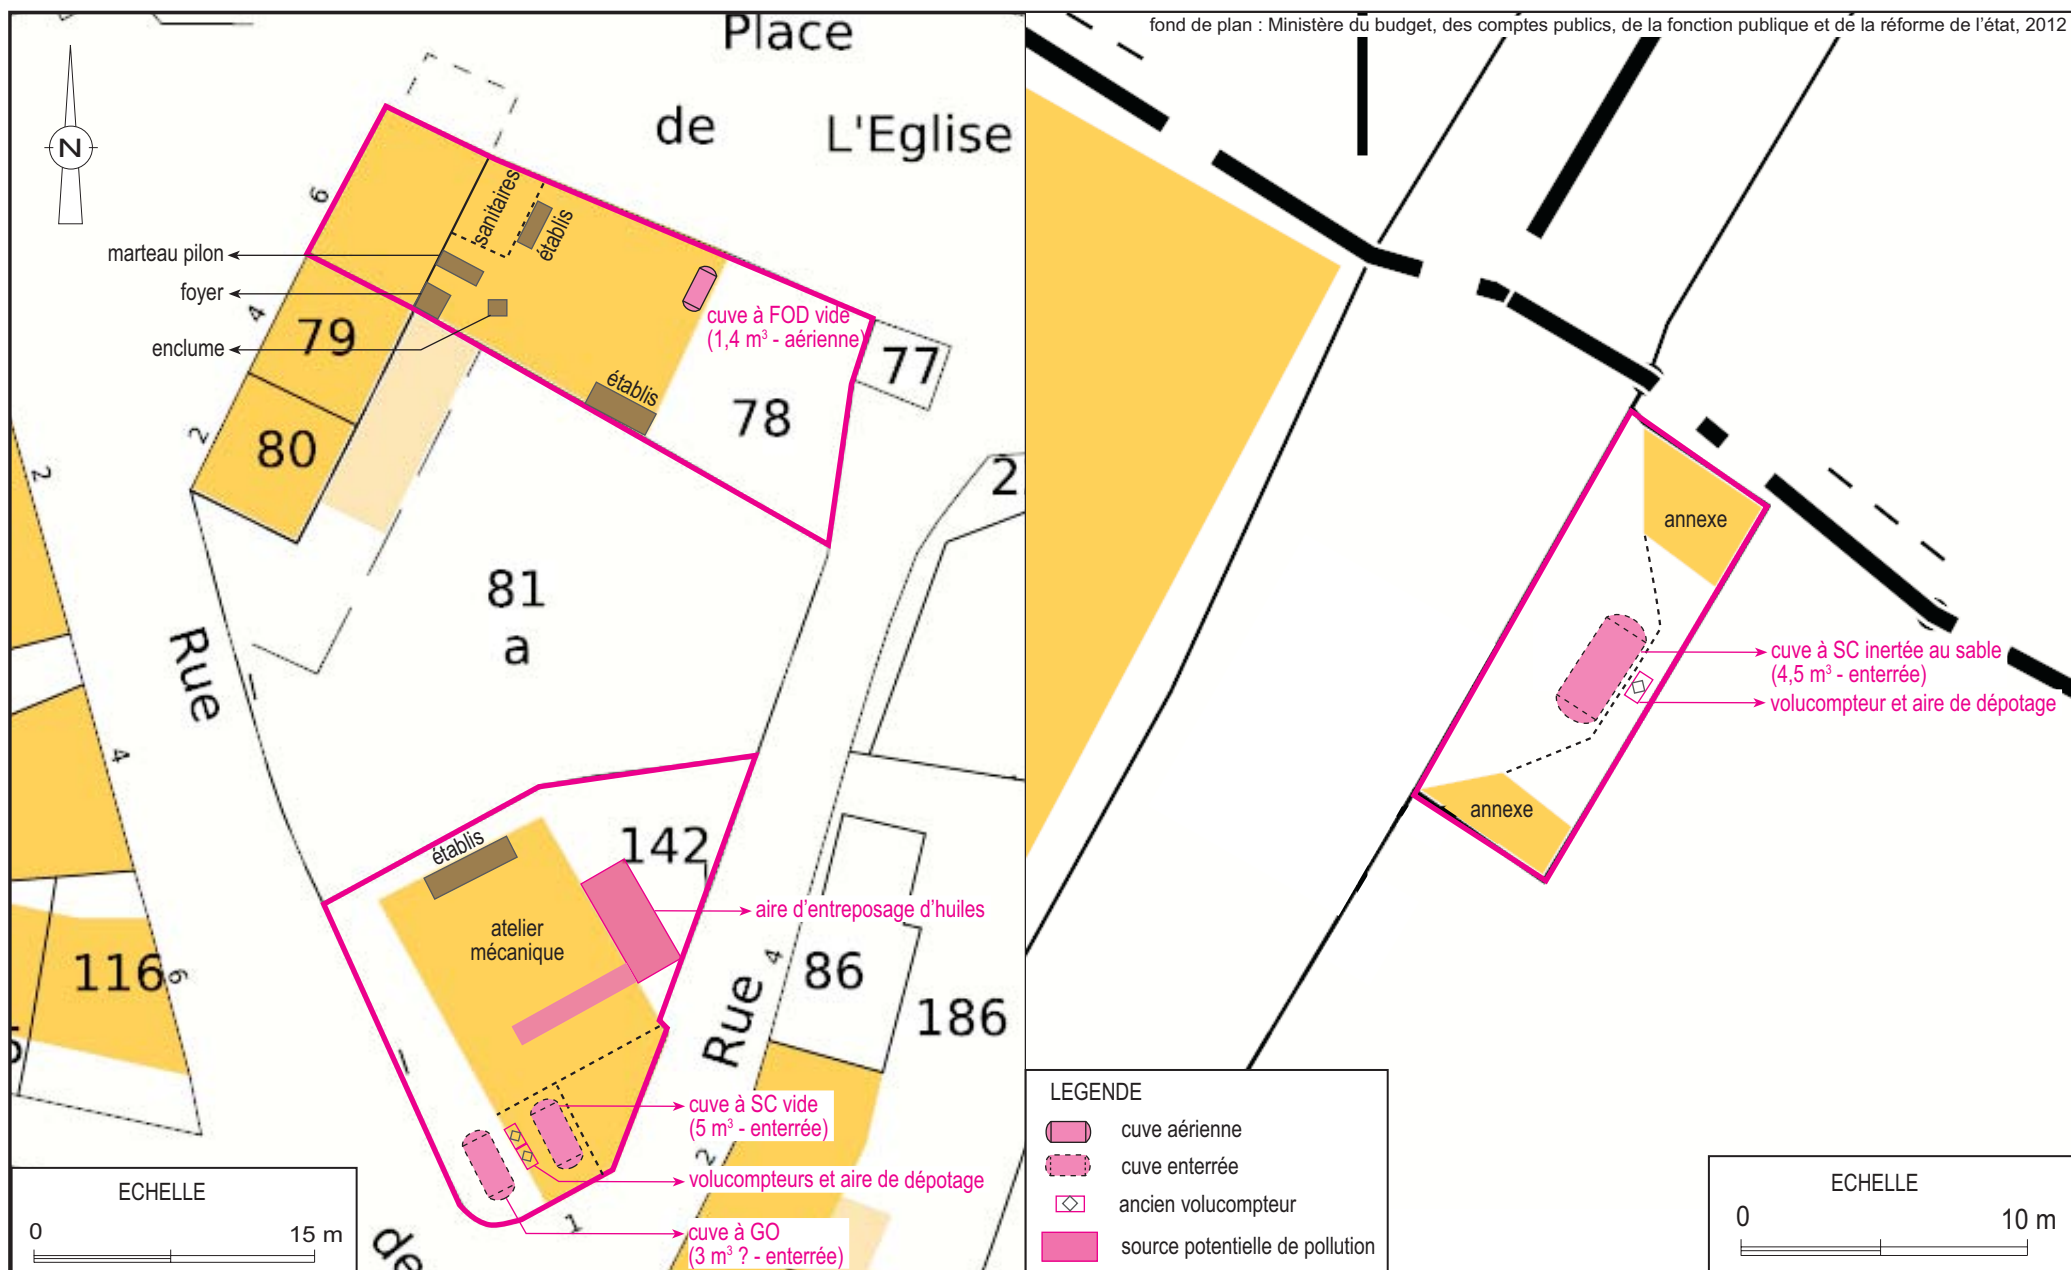 fond de plan : Ministère du budget, des comptes publics, de la fonction publique et de la réforme de l'état, 2012
Place
de
L'Eglise
N
6
sanitaires
établis
marteau pilon
foyer
enclume
cuve à FOD vide
(1,4 m³ - aérienne)
4
79
établis
77
78
2
80
2
81
a
Rue
4
établis
142
aire d'entreposage d'huiles
atelier
mécanique
116
6
4
86
186
Rue
cuve à SC vide
(5 m³ - enterrée)
volucompteurs et aire de dépotage
2
1
cuve à GO
(3 m³ ? - enterrée)
de
ECHELLE
0 15 m
annexe
cuve à SC inertée au sable
(4,5 m³ - enterrée)
volucompteur et aire de dépotage
annexe
LEGENDE
cuve aérienne
cuve enterrée
ancien volucompteur
source potentielle de pollution
ECHELLE
0 10 m